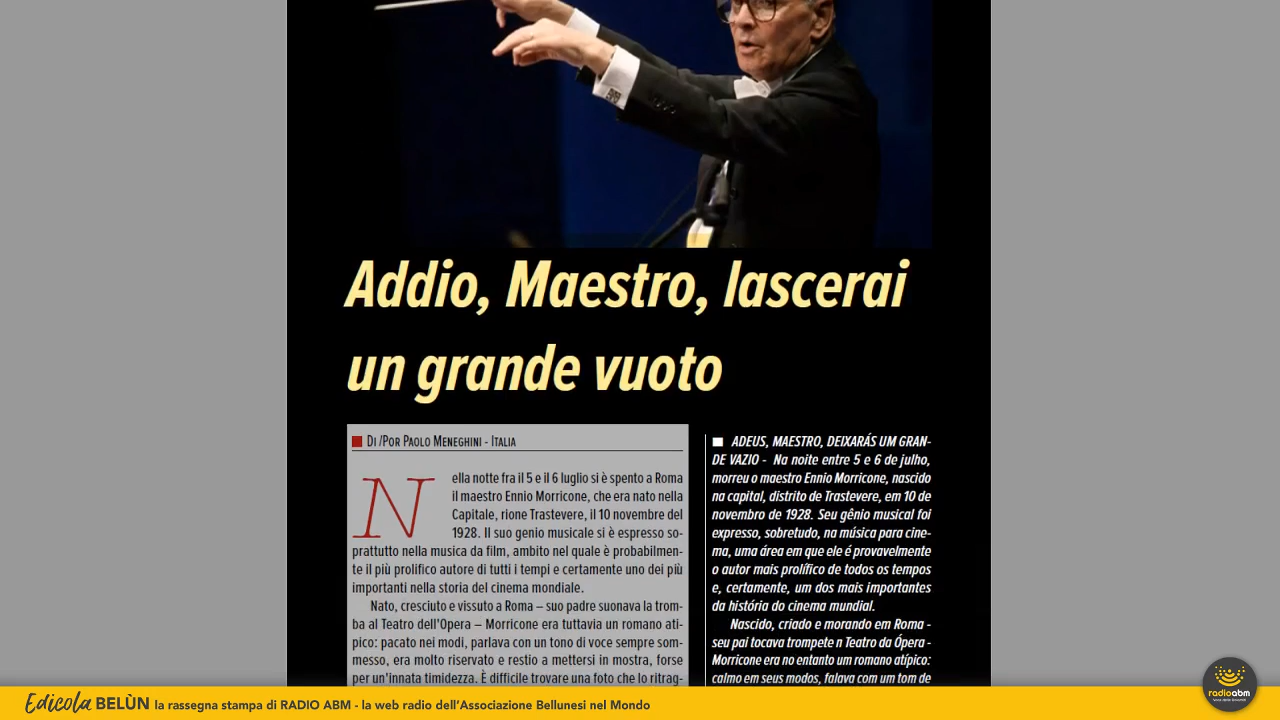 Addio, Maestro, lascerai
un grande vuoto
Di /Por Paolo Meneghini - Italia
Nella notte fra il 5 e il 6 luglio si è spento a Roma
il maestro Ennio Morricone, che era nato nella
Capitale, rione Trastevere, il 10 novembre del
1928. Il suo genio musicale si è espresso so-
prattutto nella musica da film, ambito nel quale è probabilmen-
te il più prolifico autore di tutti i tempi e certamente uno dei più
importanti nella storia del cinema mondiale.
Nato, cresciuto e vissuto a Roma – suo padre suonava la trom-
ba al Teatro dell'Opera – Morricone era tuttavia un romano ati-
pico: pacato nei modi, parlava con un tono di voce sempre som-
messo, era molto riservato e restio a mettersi in mostra, forse
per un'innata timidezza. È difficile trovare una foto che lo ritrag-
ADEUS, MAESTRO, DEIXARÁS UM GRAN-
DE VAZIO - Na noite entre 5 e 6 de julho,
morreu o maestro Ennio Morricone, nascido
na capital, distrito de Trastevere, em 10 de
novembro de 1928. Seu gênio musical foi
expresso, sobretudo, na música para cine-
ma, uma área em que ele é provavelmente
o autor mais prolífico de todos os tempos
e, certamente, um dos mais importantes
da história do cinema mundial.
Nascido, criado e morando em Roma -
seu pai tocava trompete n Teatro da Ópera -
Morricone era no entanto um romano atípico:
calmo em seus modos, falava com um tom de
Edicola BELÙN la rassegna stampa di RADIO ABM - la web radio dell'Associazione Bellunesi nel Mondo
radioabm